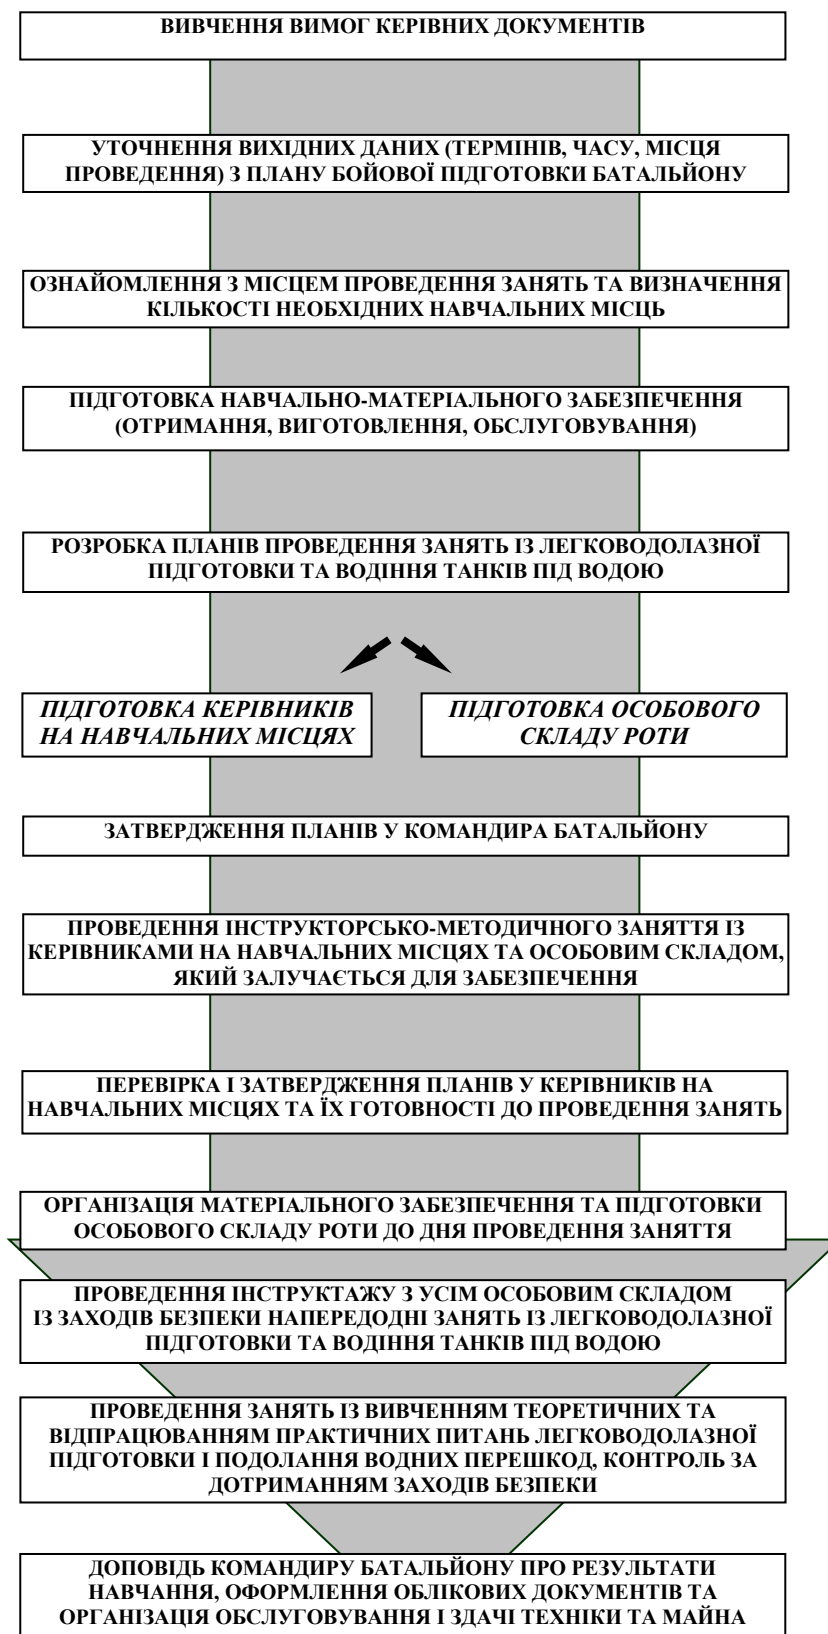 ВИВЧЕННЯ ВИМОГ КЕРІВНИХ ДОКУМЕНТІВ
УТОЧНЕННЯ ВИХІДНИХ ДАНИХ (ТЕРМІНІВ, ЧАСУ, МІСЦЯ
ПРОВЕДЕННЯ) З ПЛАНУ БОЙОВОЇ ПІДГОТОВКИ БАТАЛЬЙОНУ
ОЗНАЙОМЛЕННЯ З МІСЦЕМ ПРОВЕДЕННЯ ЗАНЯТЬ ТА ВИЗНАЧЕННЯ
КІЛЬКОСТІ НЕОБХІДНИХ НАВЧАЛЬНИХ МІСЦЬ
ПІДГОТОВКА НАВЧАЛЬНО-МАТЕРІАЛЬНОГО ЗАБЕЗПЕЧЕННЯ
(ОТРИМАННЯ, ВИГОТОВЛЕННЯ, ОБСЛУГОВУВАННЯ)
РОЗРОБКА ПЛАНІВ ПРОВЕДЕННЯ ЗАНЯТЬ ІЗ ЛЕГКОВОДОЛАЗНОЇ
ПІДГОТОВКИ ТА ВОДІННЯ ТАНКІВ ПІД ВОДОЮ
ПІДГОТОВКА КЕРІВНИКІВ
НА НАВЧАЛЬНИХ МІСЦЯХ
ПІДГОТОВКА ОСОБОВОГО
СКЛАДУ РОТИ
ЗАТВЕРДЖЕННЯ ПЛАНІВ У КОМАНДИРА БАТАЛЬЙОНУ
ПРОВЕДЕННЯ ІНСТРУКТОРСЬКО-МЕТОДИЧНОГО ЗАНЯТТЯ ІЗ
КЕРІВНИКАМИ НА НАВЧАЛЬНИХ МІСЦЯХ ТА ОСОБОВИМ СКЛАДОМ,
ЯКИЙ ЗАЛУЧАЄТЬСЯ ДЛЯ ЗАБЕЗПЕЧЕННЯ
ПЕРЕВІРКА І ЗАТВЕРДЖЕННЯ ПЛАНІВ У КЕРІВНИКІВ НА
НАВЧАЛЬНИХ МІСЦЯХ ТА ЇХ ГОТОВНОСТІ ДО ПРОВЕДЕННЯ ЗАНЯТЬ
ОРГАНІЗАЦІЯ МАТЕРІАЛЬНОГО ЗАБЕЗПЕЧЕННЯ ТА ПІДГОТОВКИ
ОСОБОВОГО СКЛАДУ РОТИ ДО ДНЯ ПРОВЕДЕННЯ ЗАНЯТТЯ
ПРОВЕДЕННЯ ІНСТРУКТАЖУ З УСІМ ОСОБОВИМ СКЛАДОМ
ІЗ ЗАХОДІВ БЕЗПЕКИ НАПЕРЕДОДНІ ЗАНЯТЬ ІЗ ЛЕГКОВОДОЛАЗНОЇ
ПІДГОТОВКИ ТА ВОДІННЯ ТАНКІВ ПІД ВОДОЮ
ПРОВЕДЕННЯ ЗАНЯТЬ ІЗ ВИВЧЕННЯМ ТЕОРЕТИЧНИХ ТА
ВІДПРАЦЮВАННЯМ ПРАКТИЧНИХ ПИТАНЬ ЛЕГКОВОДОЛАЗНОЇ
ПІДГОТОВКИ І ПОДОЛАННЯ ВОДНИХ ПЕРЕШКОД, КОНТРОЛЬ ЗА
ДОТРИМАННЯМ ЗАХОДІВ БЕЗПЕКИ
ДОПОВІДЬ КОМАНДИРУ БАТАЛЬЙОНУ ПРО РЕЗУЛЬТАТИ
НАВЧАННЯ, ОФОРМЛЕННЯ ОБЛІКОВИХ ДОКУМЕНТІВ ТА
ОРГАНІЗАЦІЯ ОБСЛУГОВУВАННЯ І ЗДАЧІ ТЕХНІКИ ТА МАЙНА